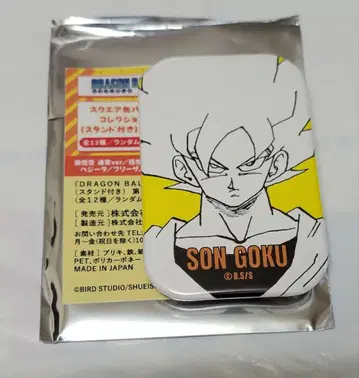 DRAGON B
スクエア缶バ
コレクショ
(スタンド付き)
全12種／ランダム
孫悟空 通常ver／孫悟
ベジータ／フリーザ
「DRAGON BAL
(スタンド付き) 第
(全12種／ランダム
[発売元] 株式会
[製造元] 株式会
お問い合わせ先 TEL:
月ー金(祝日を除く)10
[素材] ブリキ、鉄、紙
PET、ポリカーボネー
MADE IN JAPAN
©BIRD STUDIO/SHUEIS
SON GOKU
©B.S/S